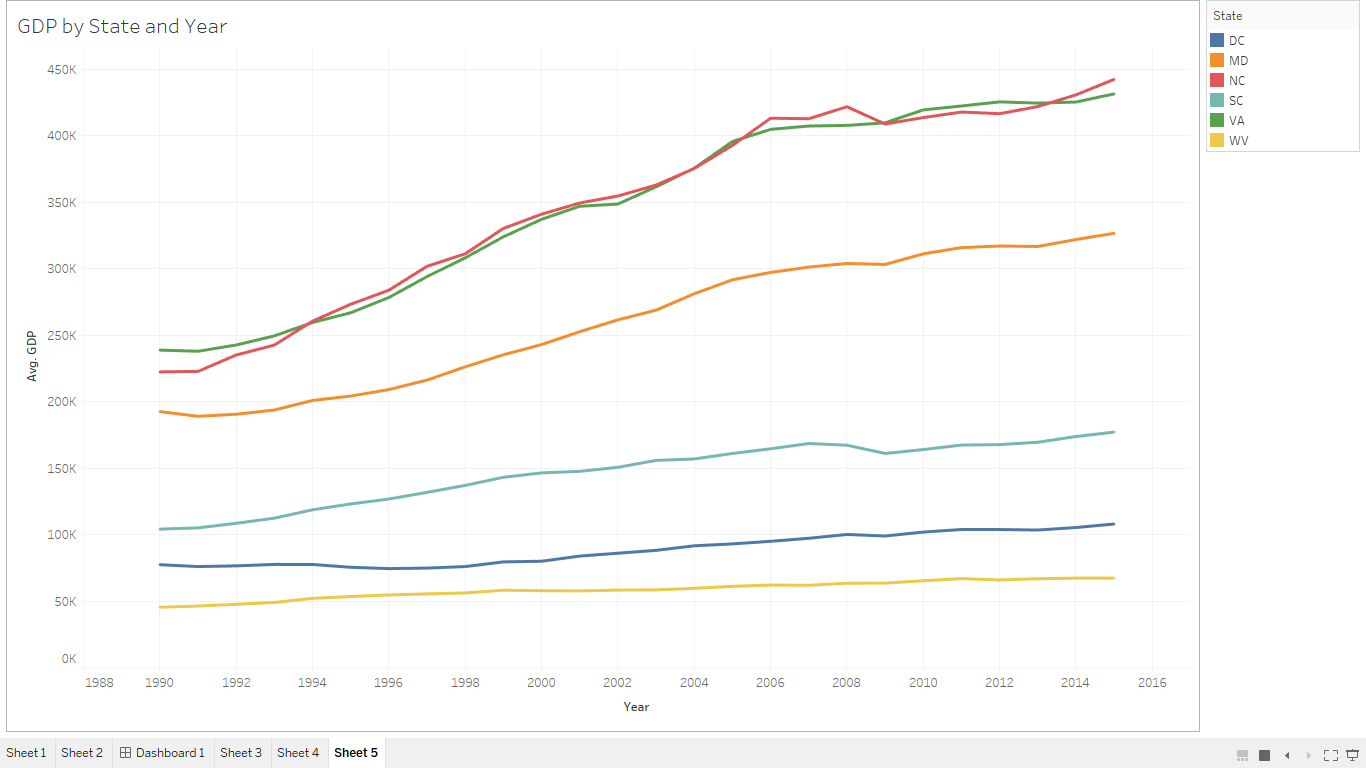 GDP by State and Year
State
DC
MD
NC
SC
VA
WV
450K
400K
350K
300K
250K
200K
150K
100K
50K
0K
Avg. GDP
1988 1990 1992 1994 1996 1998 2000 2002 2004 2006 2008 2010 2012 2014 2016
Year
Sheet 1 Sheet 2 Dashboard 1 Sheet 3 Sheet 4 Sheet 5